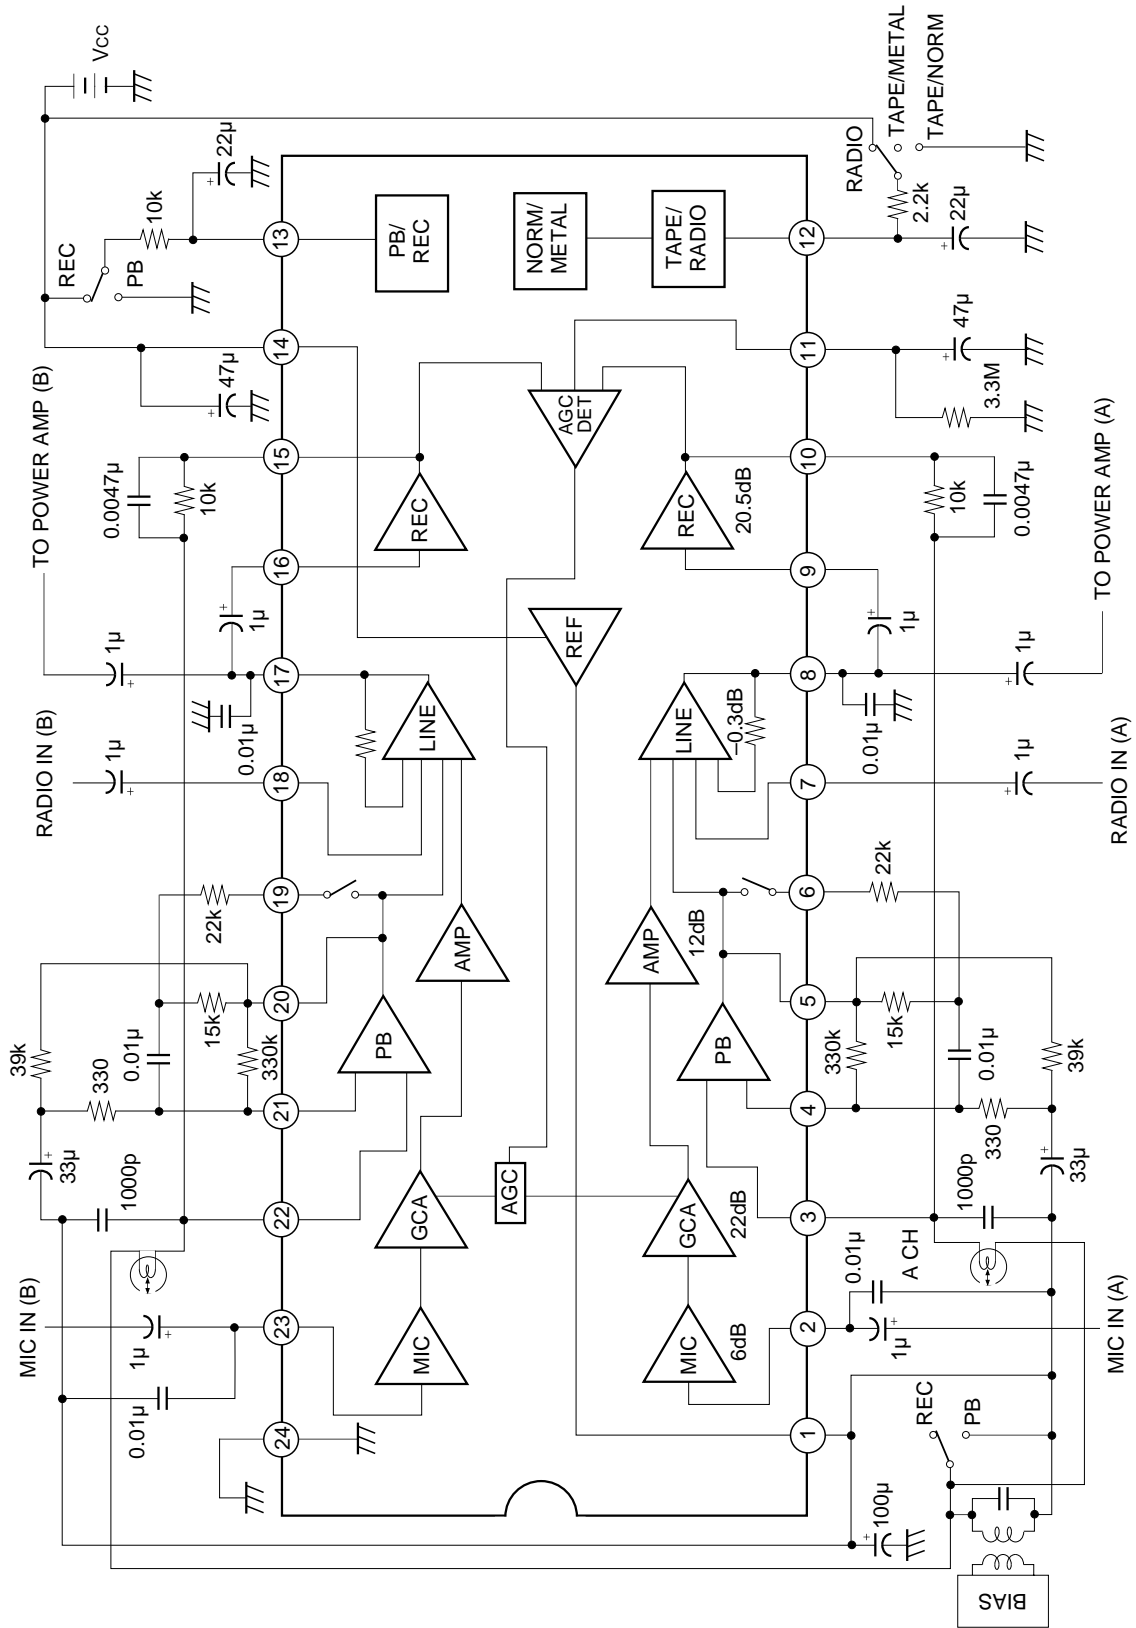 MIC IN (B)
RADIO IN (B)
TO POWER AMP (B)
39k
33μ
REC
PB
VCC
330
1000p
0.01μ
1μ
0.01μ
1μ
1μ
0.0047μ
10k
15k
22k
10k
0.01μ
1μ
47μ
22μ
330k
24
23
22
21
20
19
18
17
16
15
14
13
MIC
GCA
PB
AMP
LINE
REC
PB/
REC
AGC
REF
AGC
DET
NORM/
METAL
MIC
6dB
GCA
22dB
PB
AMP
12dB
LINE
–0.3dB
REC
20.5dB
TAPE/
RADIO
1
2
3
4
5
6
7
8
9
10
11
12
100μ
1μ
0.01μ
A CH
330k
15k
22k
0.01μ
1μ
10k
2.2k
RADIO
TAPE/METAL
TAPE/NORM
REC
PB
1000p
330
0.01μ
0.0047μ
3.3M
47μ
22μ
BIAS
33μ
39k
1μ
1μ
MIC IN (A)
RADIO IN (A)
TO POWER AMP (A)